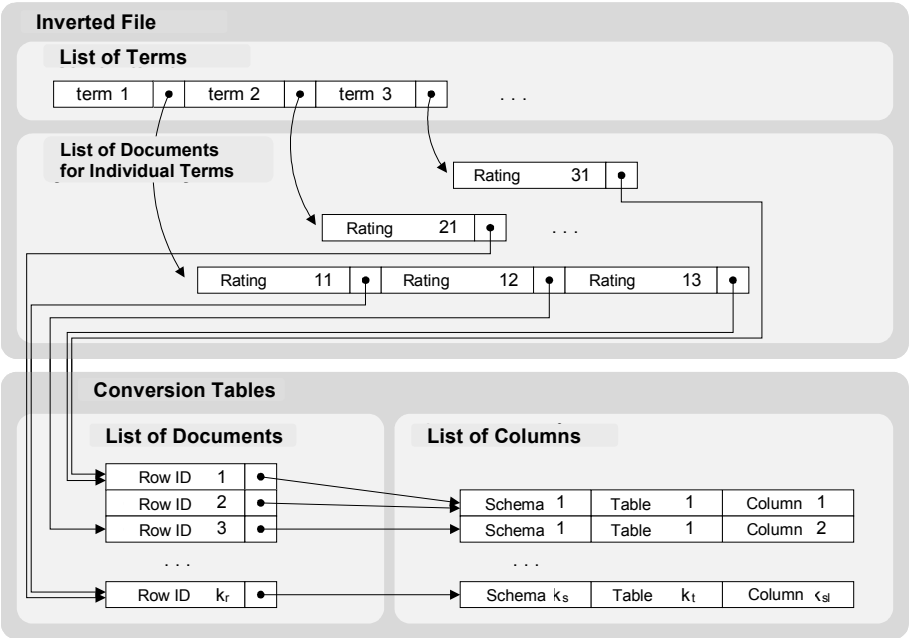 Inverted File
List of Terms
term 1 term 2 term 3 . . .
List of Documents
for Individual Terms
Rating 31
Rating 21 . . .
Rating 11 Rating 12 Rating 13
Conversion Tables
List of Documents List of Columns
Row ID 1
Row ID 2 Schema 1 Table 1 Column 1
Row ID 3 Schema 1 Table 1 Column 2
. . . . . .
Row ID kr Schema ks Table kt Column